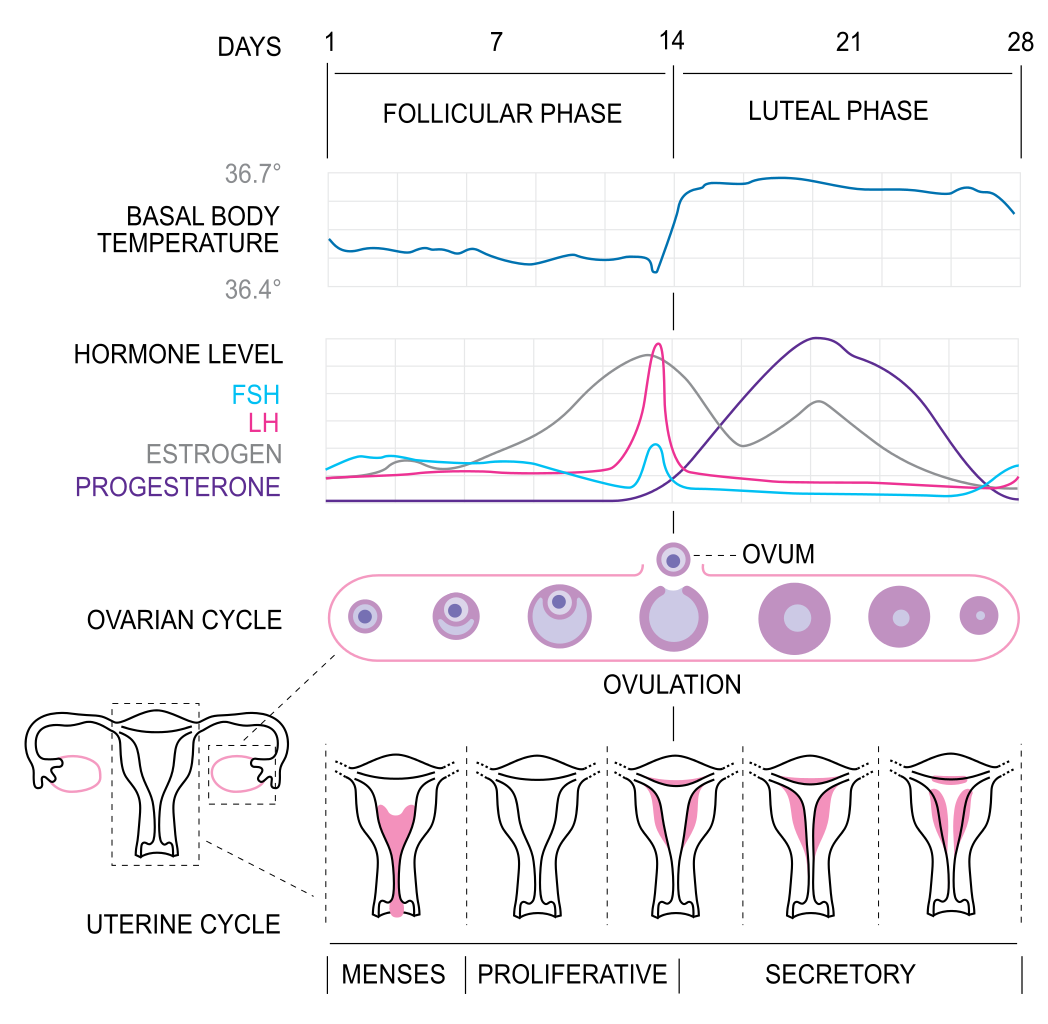 DAYS 1 7 14 21 28
FOLLICULAR PHASE LUTEAL PHASE
36.7°
BASAL BODY
TEMPERATURE
36.4°
HORMONE LEVEL
FSH
LH
ESTROGEN
PROGESTERONE
OVUM
OVARIAN CYCLE
OVULATION
UTERINE CYCLE
MENSES PROLIFERATIVE SECRETORY